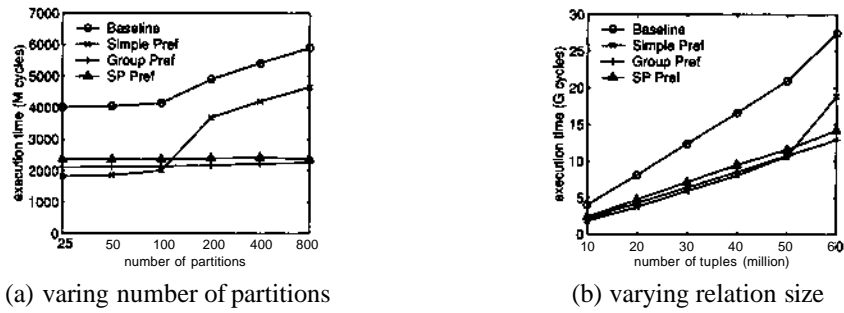 7000
6000
5000
4000
3000
2000
1000
0
execution time (M cycles)
Baseline
Simple Pref
Group Pref
SP Pref
25 50 100 200 400 800
number of partitions
(a) varing number of partitions
30
25
20
15
10
5
0
execution time (G cycles)
Baseline
Simple Pref
Group Pref
SP Pref
10 20 30 40 50 60
number of tuples (million)
(b) varying relation size